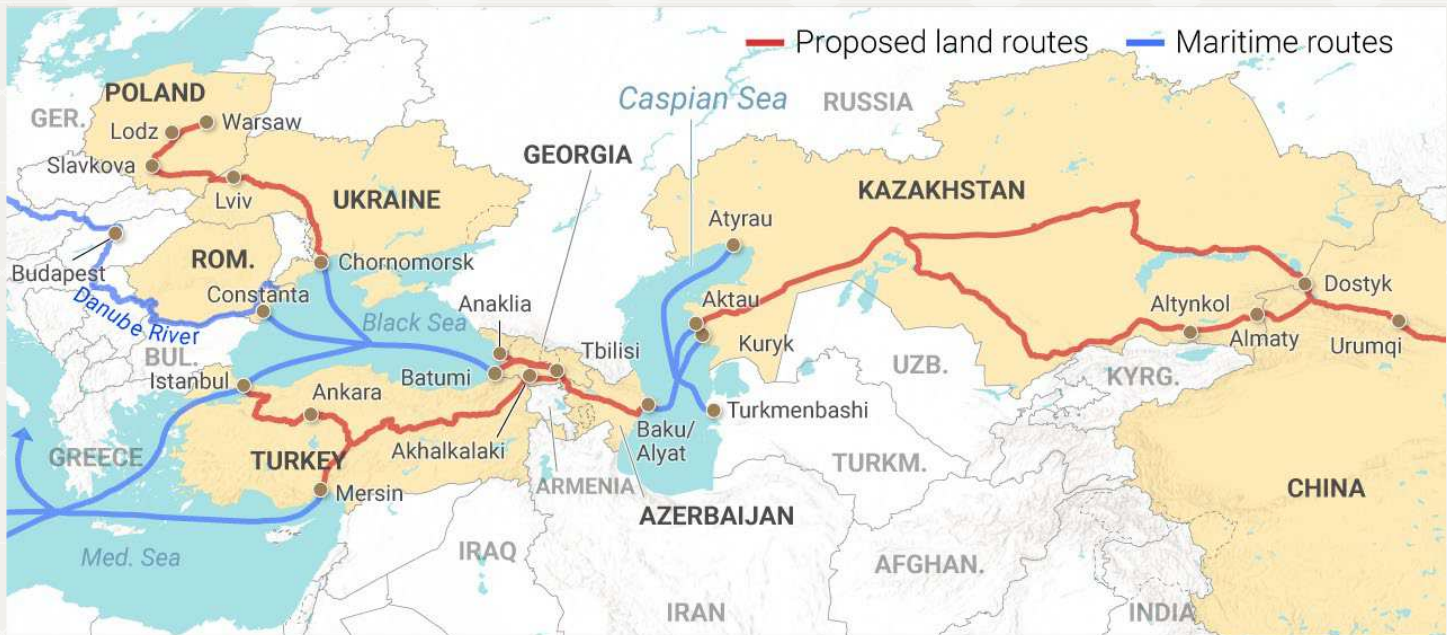 Proposed land routes
Maritime routes
Caspian Sea
RUSSIA
POLAND
GER.
Lodz
Warsaw
Slavkova
GEORGIA
UKRAINE
KAZAKHSTAN
Lviv
Atyrau
Budapest
ROM.
Chornomorsk
Dostyk
Constanta
Anaklia
Aktau
Altynkol
Danube River
Black Sea
Almaty
BUL.
Tbilisi
Kuryk
Urumqi
Istanbul
Batumi
UZB.
KYRG.
Ankara
Turkmenbashi
Akhalkalaki
Baku/
Alyat
GREECE
TURKEY
TURKM.
Mersin
ARMENIA
CHINA
AZERBAIJAN
Med. Sea
IRAQ
AFGHAN.
IRAN
INDIA